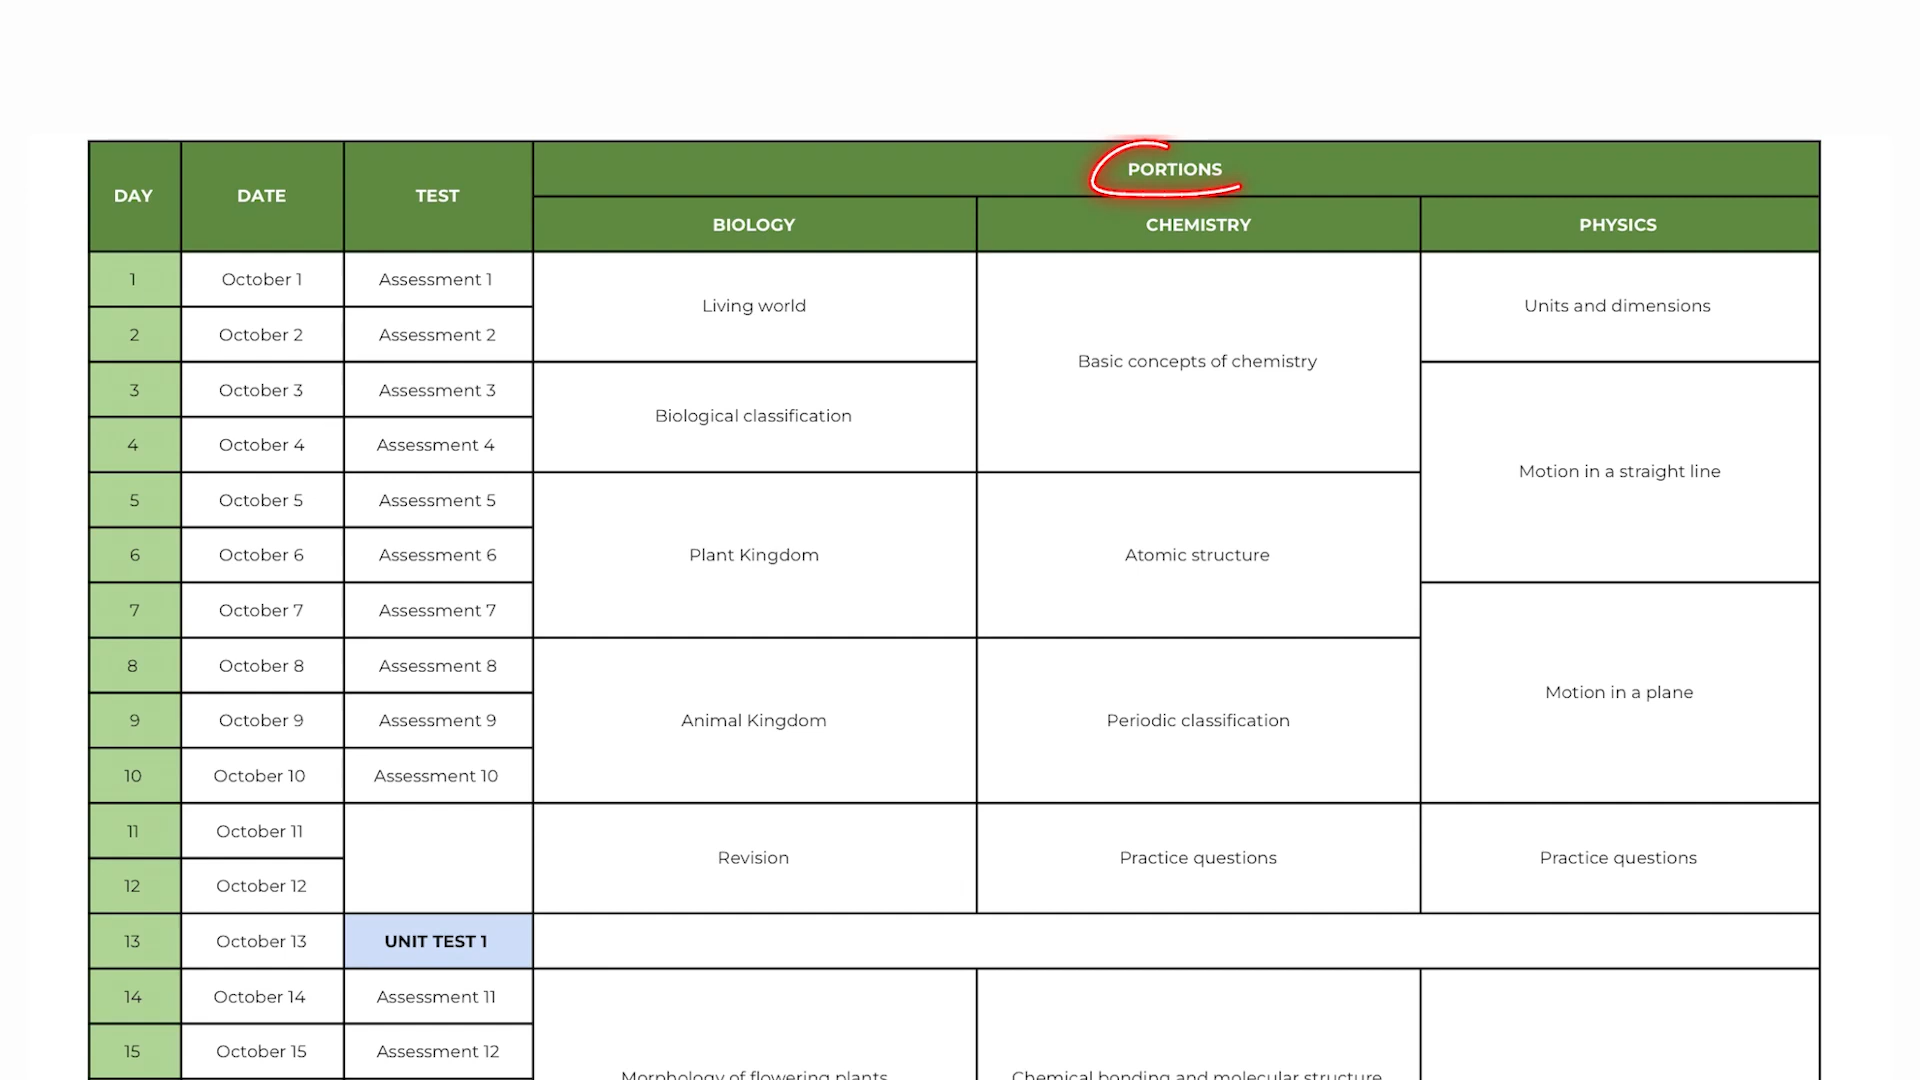 PORTIONS
DAY DATE TEST
BIOLOGY CHEMISTRY PHYSICS
1 October 1 Assessment 1
Living world Units and dimensions
2 October 2 Assessment 2
Basic concepts of chemistry
3 October 3 Assessment 3
Biological classification
4 October 4 Assessment 4
Motion in a straight line
5 October 5 Assessment 5
6 October 6 Assessment 6 Plant Kingdom Atomic structure
7 October 7 Assessment 7
8 October 8 Assessment 8
Motion in a plane
9 October 9 Assessment 9 Animal Kingdom Periodic classification
10 October 10 Assessment 10
11 October 11
Revision Practice questions Practice questions
12 October 12
13 October 13 UNIT TEST 1
14 October 14 Assessment 11
15 October 15 Assessment 12
Morphology of flowering plants Chemical bonding and molecular structure